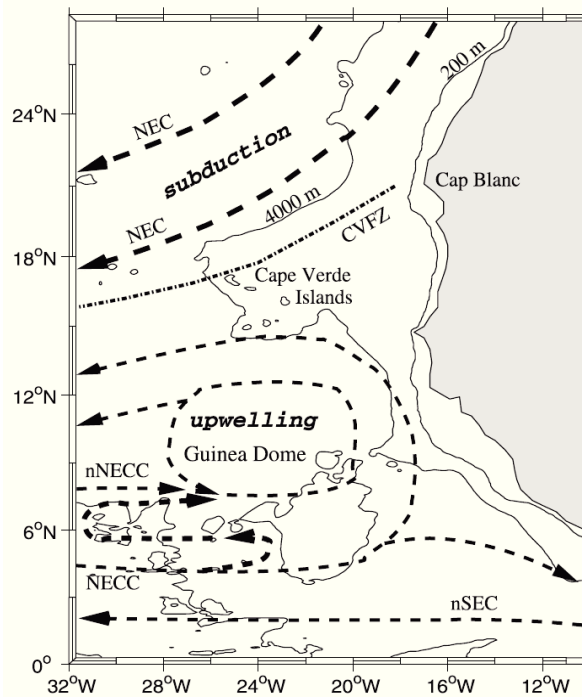 200 m
24°N
NEC
subduction
Cap Blanc
NEC
4000 m
CVFZ
18°N
Cape Verde
Islands
12°N
upwelling
Guinea Dome
nNECC
6°N
NECC
nSEC
0°
32°W
28°W
24°W
20°W
16°W
12°W